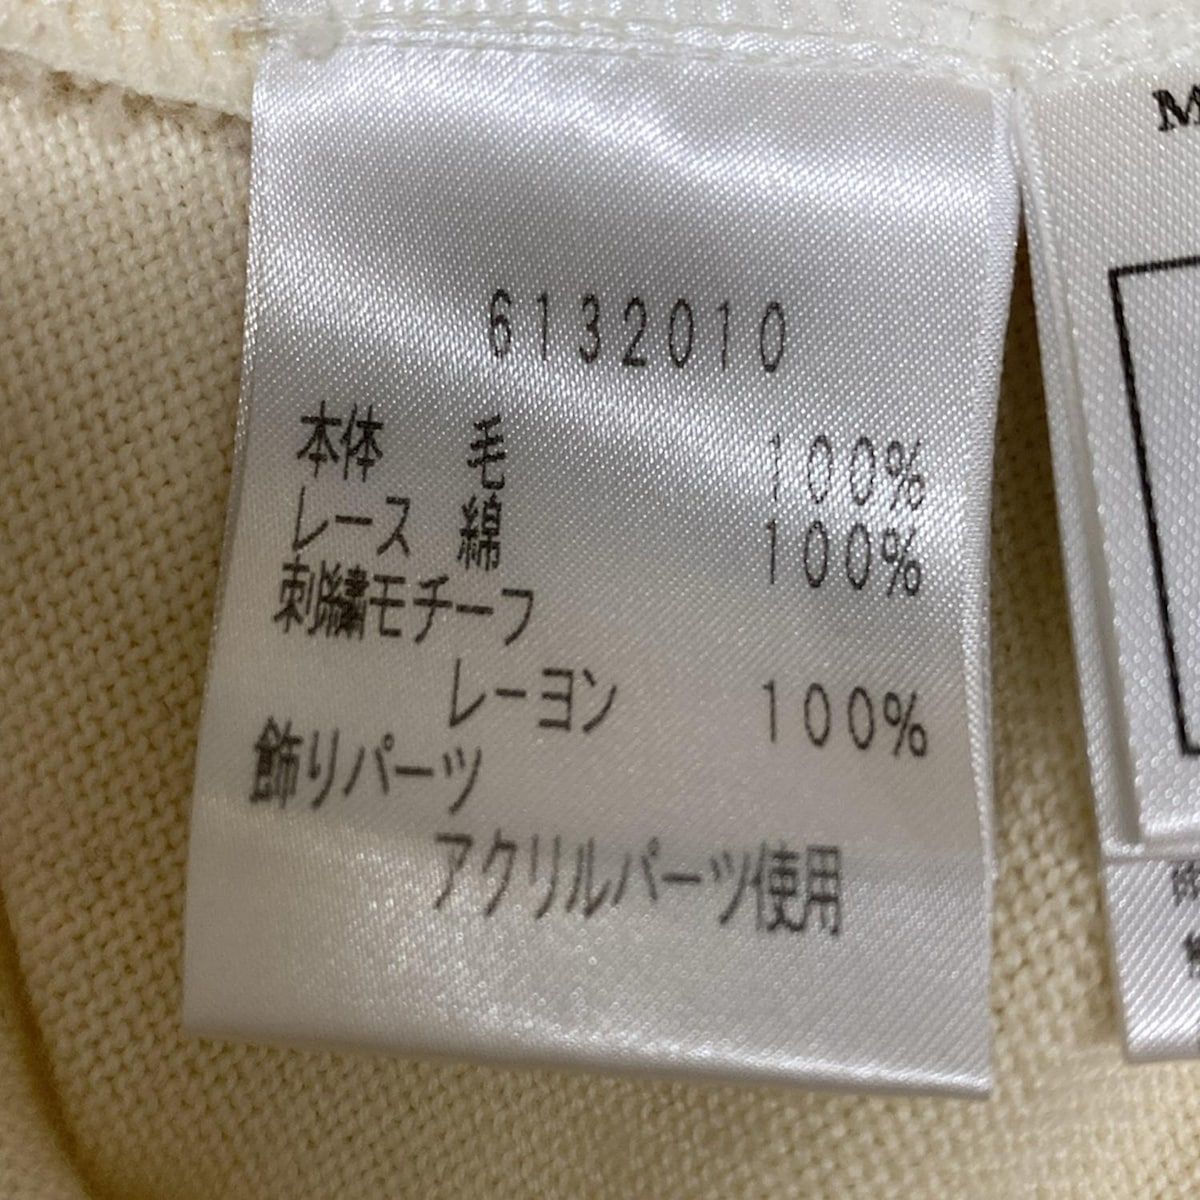 6132010
本体 毛 100%
レース 綿 100%
刺繍モチーフ
レーヨン 100%
飾りパーツ
アクリルパーツ使用
M